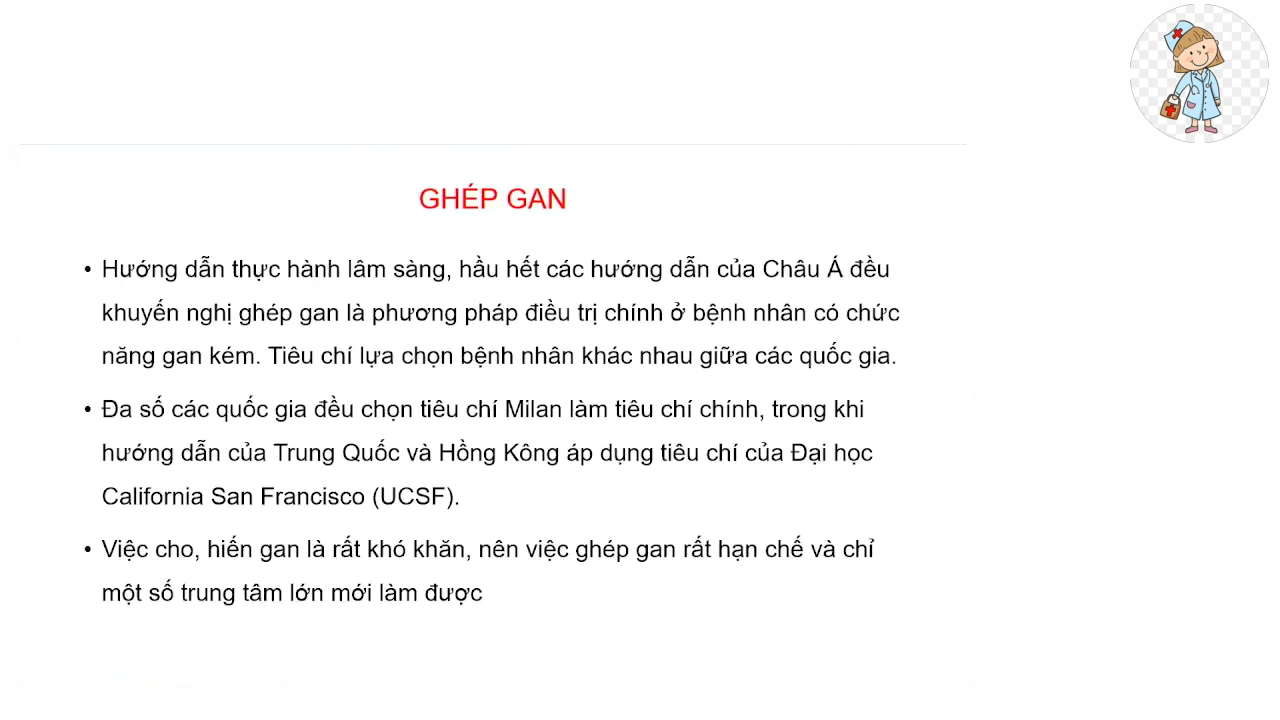 GHÉP GAN
• Hướng dẫn thực hành lâm sàng, hầu hết các hướng dẫn của Châu Á đều
khuyến nghị ghép gan là phương pháp điều trị chính ở bệnh nhân có chức
năng gan kém. Tiêu chí lựa chọn bệnh nhân khác nhau giữa các quốc gia.
• Đa số các quốc gia đều chọn tiêu chí Milan làm tiêu chí chính, trong khi
hướng dẫn của Trung Quốc và Hồng Kông áp dụng tiêu chí của Đại học
California San Francisco (UCSF).
• Việc cho, hiến gan là rất khó khăn, nên việc ghép gan rất hạn chế và chỉ
một số trung tâm lớn mới làm được